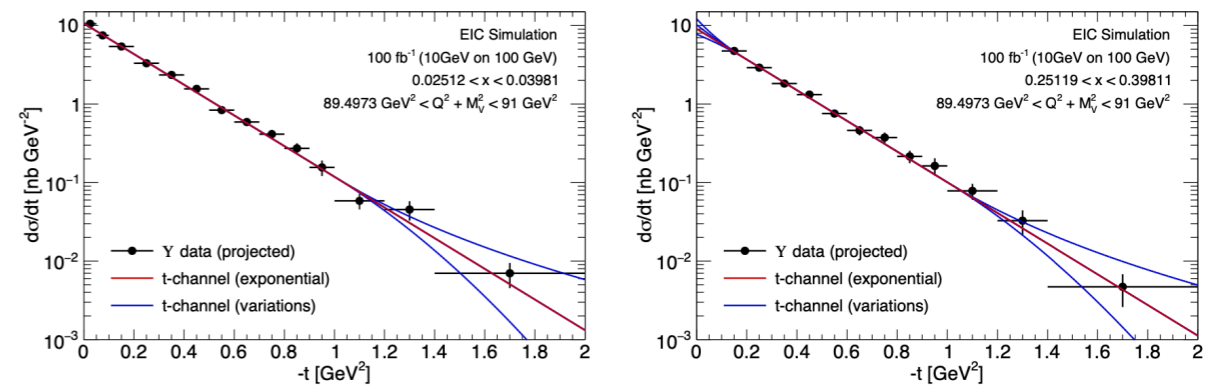 10
1
10⁻¹
10⁻²
10⁻³
dσ/dt [nb GeV⁻²]
EIC Simulation
100 fb⁻¹ (10GeV on 100 GeV)
0.02512 < x < 0.03981
89.4973 GeV² < Q² + M²_V < 91 GeV²
ϒ data (projected)
t-channel (exponential)
t-channel (variations)
0 0.2 0.4 0.6 0.8 1 1.2 1.4 1.6 1.8 2
-t [GeV²]
10
1
10⁻¹
10⁻²
10⁻³
dσ/dt [nb GeV⁻²]
EIC Simulation
100 fb⁻¹ (10GeV on 100 GeV)
0.25119 < x < 0.39811
89.4973 GeV² < Q² + M²_V < 91 GeV²
ϒ data (projected)
t-channel (exponential)
t-channel (variations)
0 0.2 0.4 0.6 0.8 1 1.2 1.4 1.6 1.8 2
-t [GeV²]